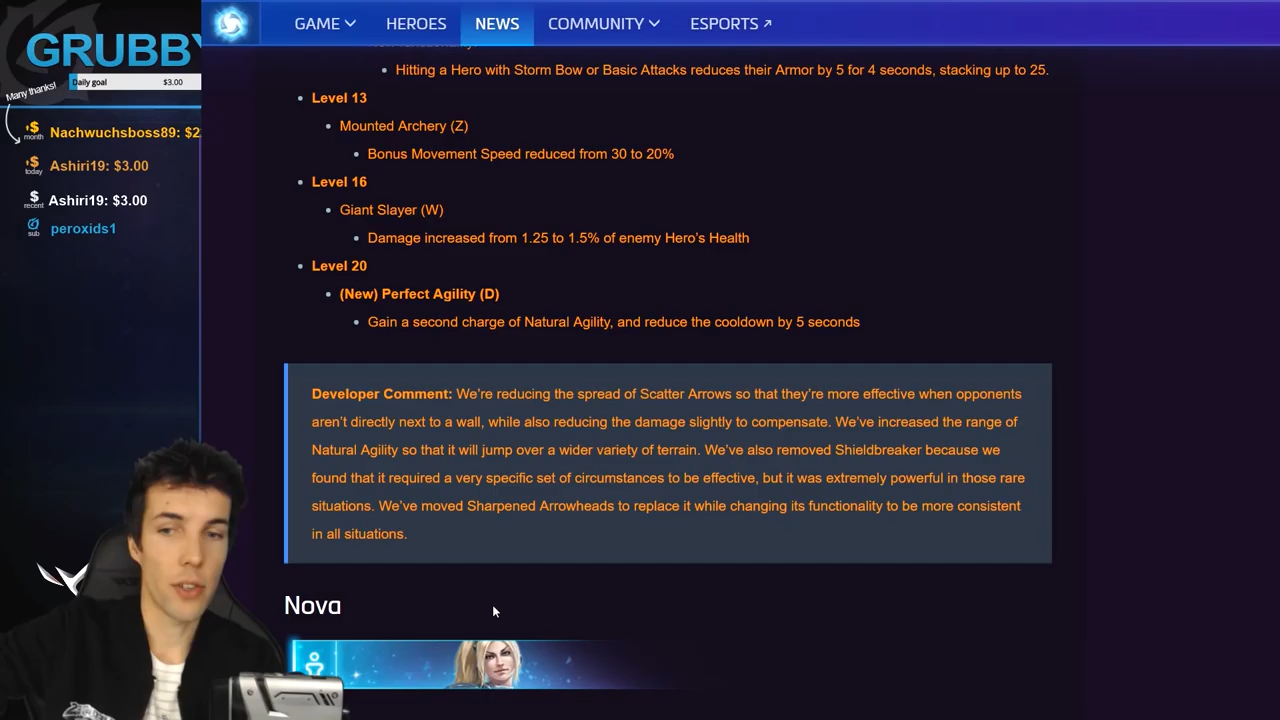 GAME
HEROES
NEWS
COMMUNITY
ESPORTS
GRUBBY
Daily goal $3.00
Many thanks!
$ month Nachwuchsboss89: $2
$ today Ashiri19: $3.00
$ recent Ashiri19: $3.00
sub peroxids1
Hitting a Hero with Storm Bow or Basic Attacks reduces their Armor by 5 for 4 seconds, stacking up to 25.
Level 13
Mounted Archery (Z)
Bonus Movement Speed reduced from 30 to 20%
Level 16
Giant Slayer (W)
Damage increased from 1.25 to 1.5% of enemy Hero's Health
Level 20
(New) Perfect Agility (D)
Gain a second charge of Natural Agility, and reduce the cooldown by 5 seconds
Developer Comment: We're reducing the spread of Scatter Arrows so that they're more effective when opponents
aren't directly next to a wall, while also reducing the damage slightly to compensate. We've increased the range of
Natural Agility so that it will jump over a wider variety of terrain. We've also removed Shieldbreaker because we
found that it required a very specific set of circumstances to be effective, but it was extremely powerful in those rare
situations. We've moved Sharpened Arrowheads to replace it while changing its functionality to be more consistent
in all situations.
Nova